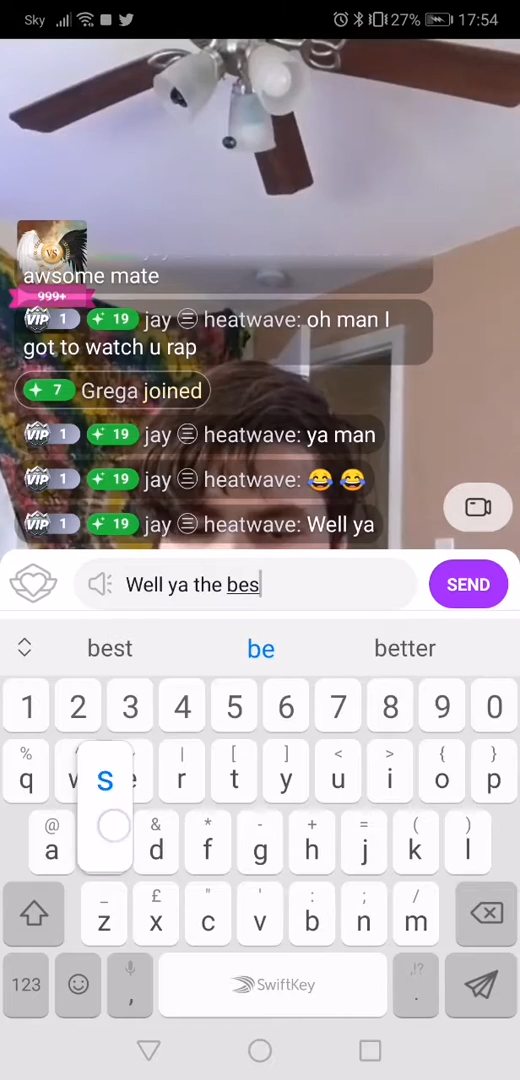 Sky 27% 17:54
VS
awsome mate
999+
VIP 1 19 jay heatwave: oh man I
got to watch u rap
7 Grega joined
VIP 1 19 jay heatwave: ya man
VIP 1 19 jay heatwave: 😂 😂
VIP 1 19 jay heatwave: Well ya
Well ya the bes SEND
best be better
1 2 3 4 5 6 7 8 9 0
% | [ ] < > { }
q w e r t y u i o p
S
@ & * - + = ( )
a d f g h j k l
_ £ " ' : ; /
z x c v b n m
,!?
123 , SwiftKey .